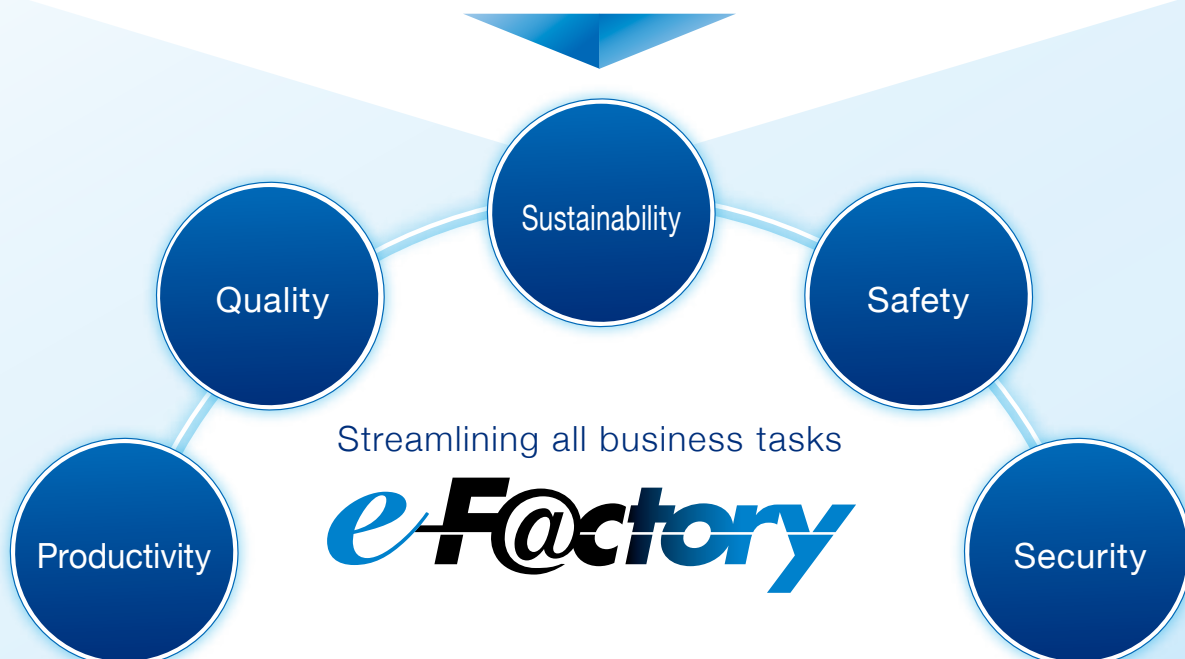 Sustainability
Quality
Safety
Streamlining all business tasks
e-F@ctory
Productivity
Security